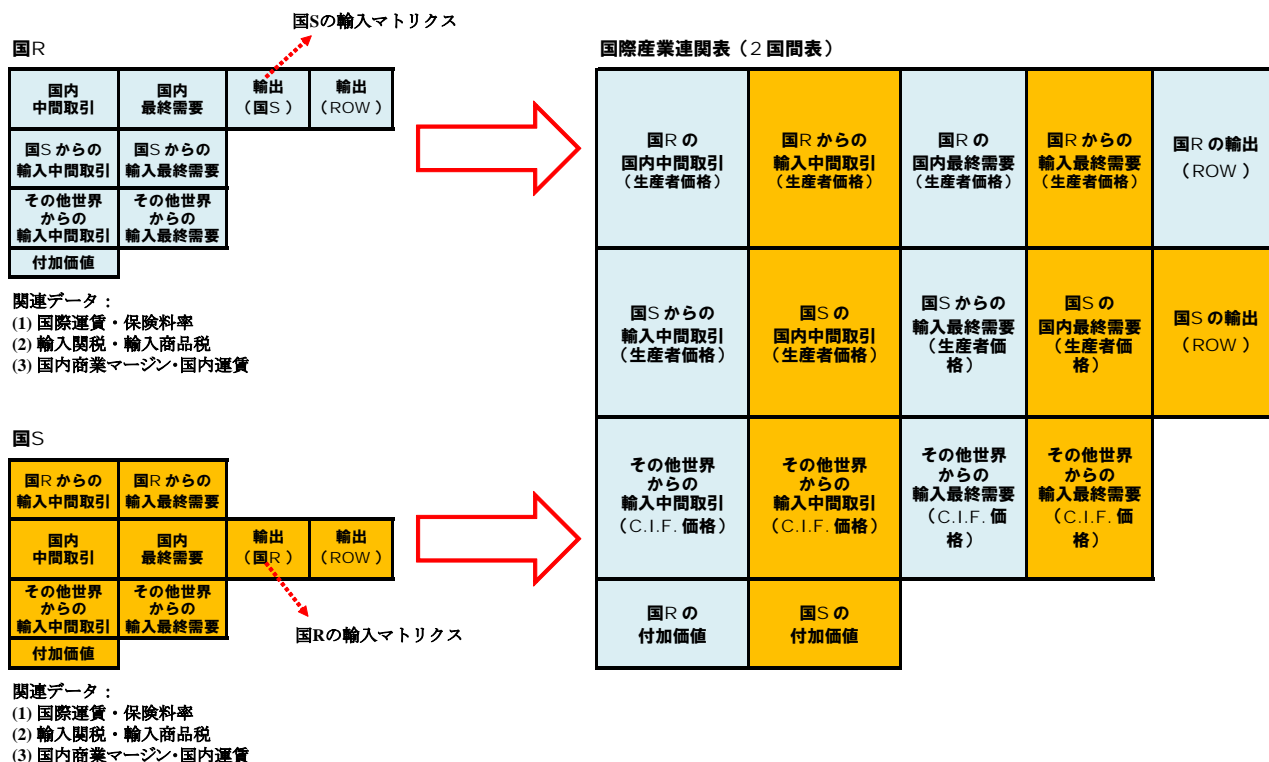 国Sの輸入マトリクス
国R
国内
中間取引
国内
最終需要
輸出
（国S）
輸出
（ROW）
国Sからの
輸入中間取引
国Sからの
輸入最終需要
その他世界
からの
輸入中間取引
その他世界
からの
輸入最終需要
付加価値
関連データ：
(1) 国際運賃・保険料率
(2) 輸入関税・輸入商品税
(3) 国内商業マージン・国内運賃
国S
国Rからの
輸入中間取引
国Rからの
輸入最終需要
国内
中間取引
国内
最終需要
輸出
（国R）
輸出
（ROW）
その他世界
からの
輸入中間取引
その他世界
からの
輸入最終需要
付加価値
国Rの輸入マトリクス
関連データ：
(1) 国際運賃・保険料率
(2) 輸入関税・輸入商品税
(3) 国内商業マージン・国内運賃
国際産業連関表（２国間表）
国Rの
国内中間取引
（生産者価格）
国Rからの
輸入中間取引
（生産者価格）
国Rの
国内最終需要
（生産者価格）
国Rからの
輸入最終需要
（生産者価格）
国Rの輸出
（ROW）
国Sからの
輸入中間取引
（生産者価格）
国Sの
国内中間取引
（生産者価格）
国Sからの
輸入最終需要
（生産者価
格）
国Sの
国内最終需要
（生産者価
格）
国Sの輸出
（ROW）
その他世界
からの
輸入中間取引
（C.I.F.価格）
その他世界
からの
輸入中間取引
（C.I.F.価格）
その他世界
からの
輸入最終需要
（C.I.F.価
格）
その他世界
からの
輸入最終需要
（C.I.F.価
格）
国Rの
付加価値
国Sの
付加価値